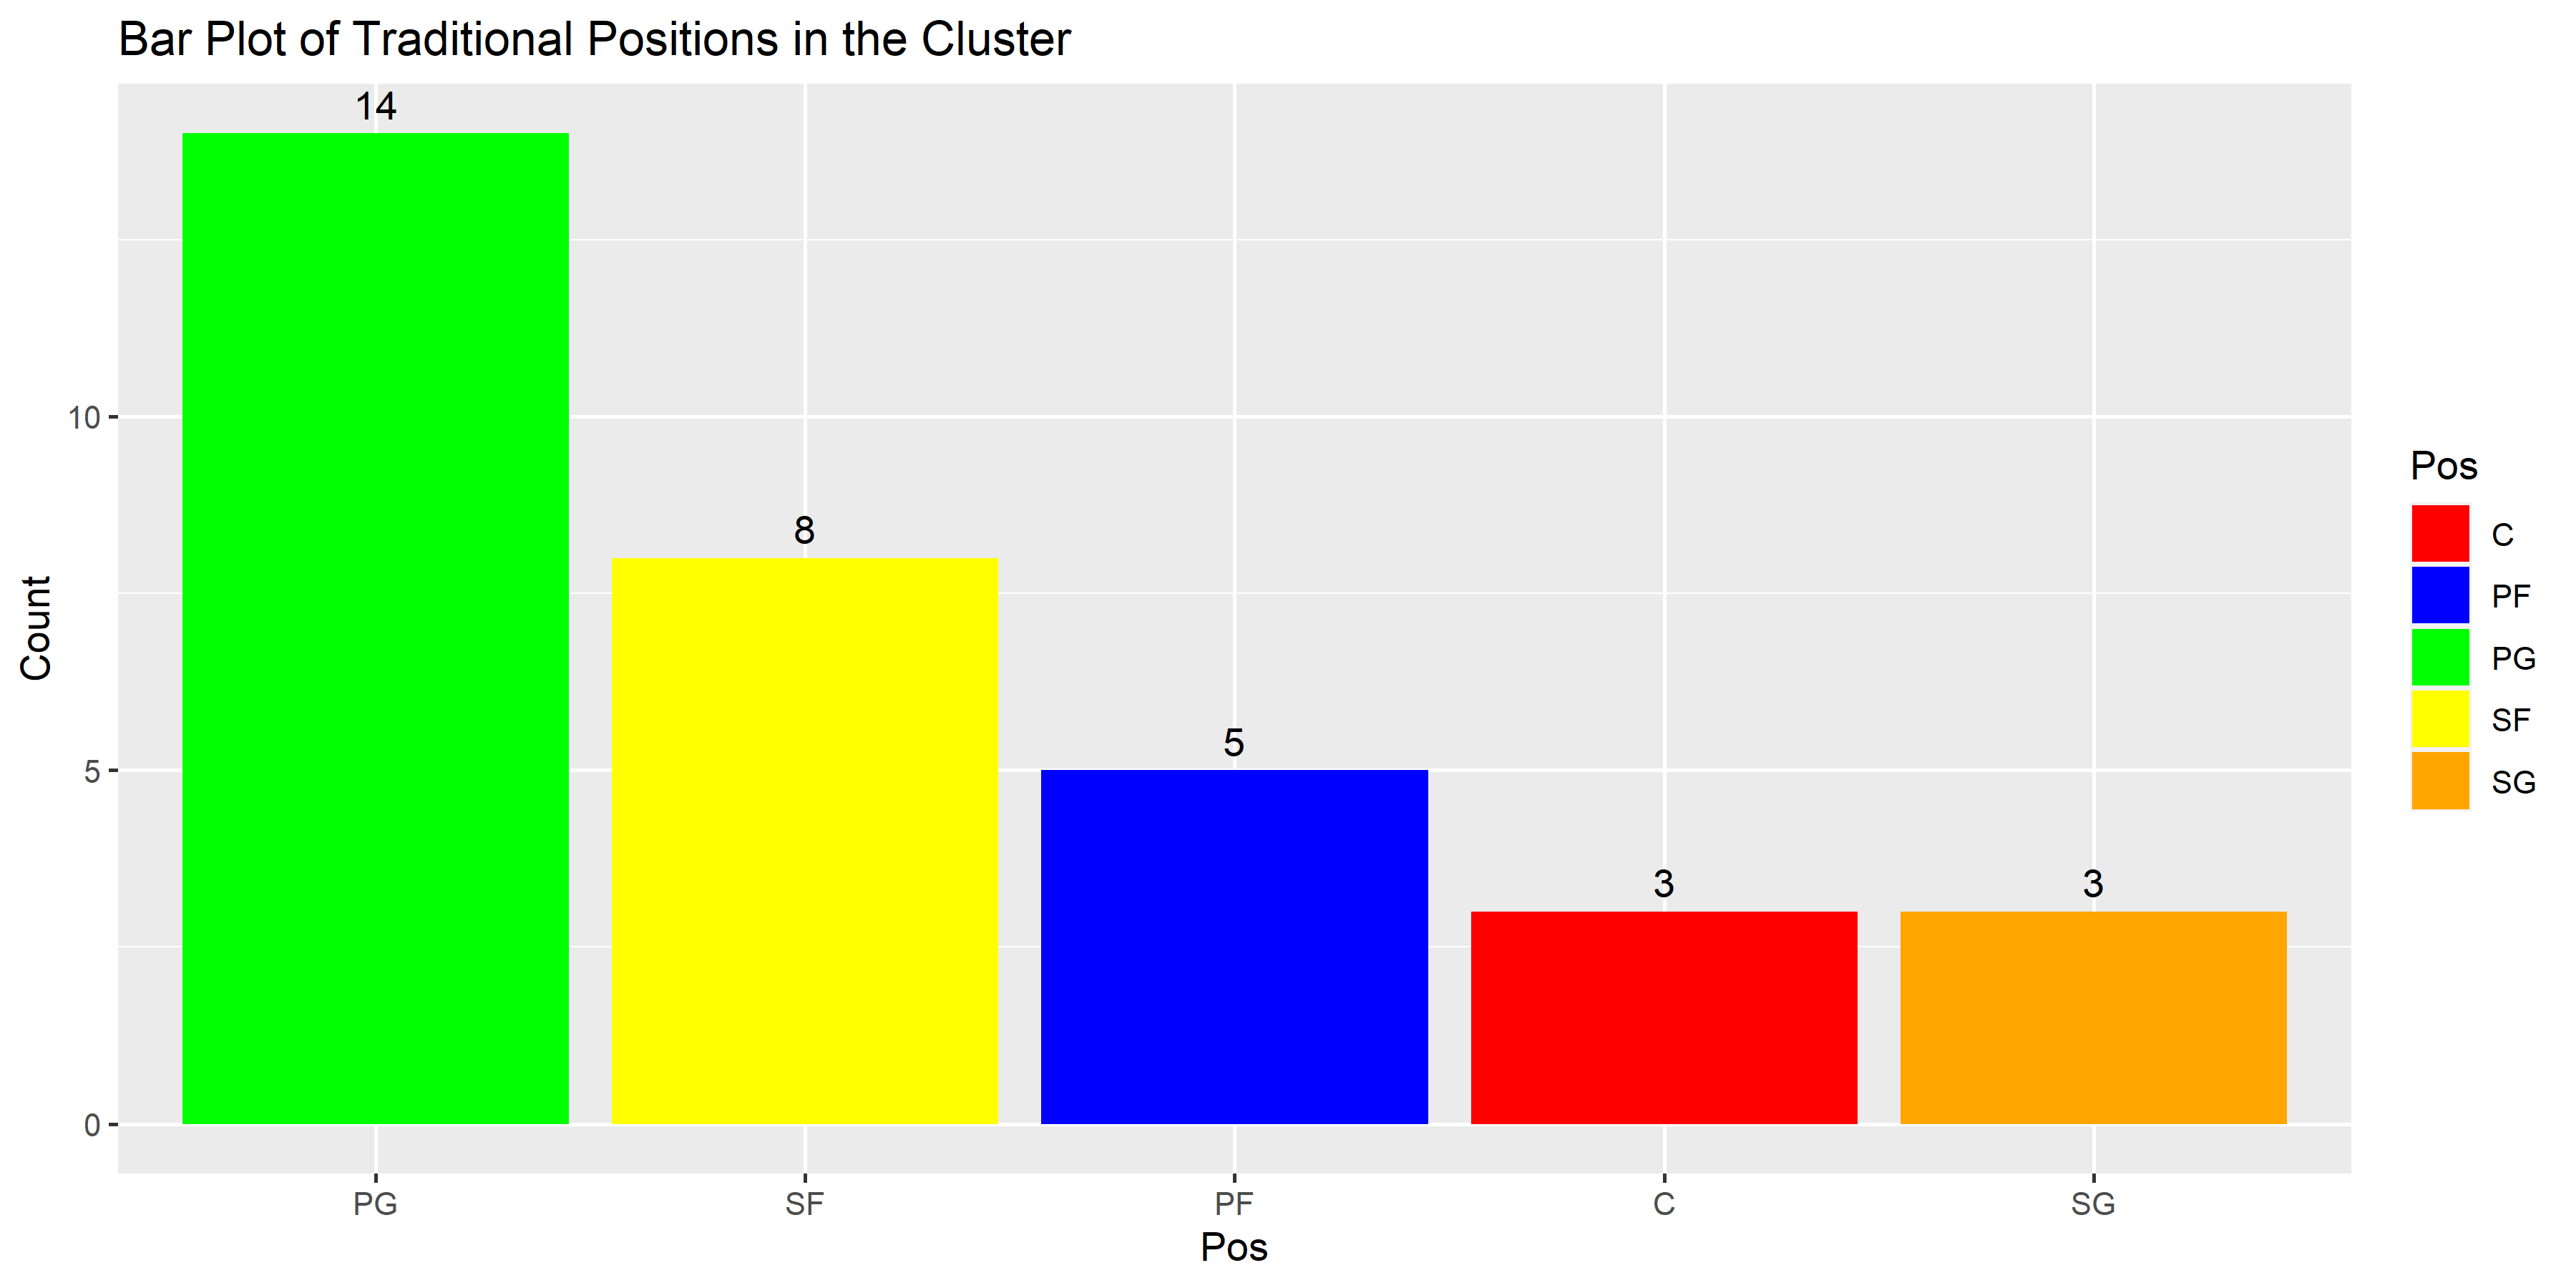 Bar Plot of Traditional Positions in the Cluster
14
8
5
3
3
10
5
0
Count
PG
SF
PF
C
SG
Pos
Pos
C
PF
PG
SF
SG